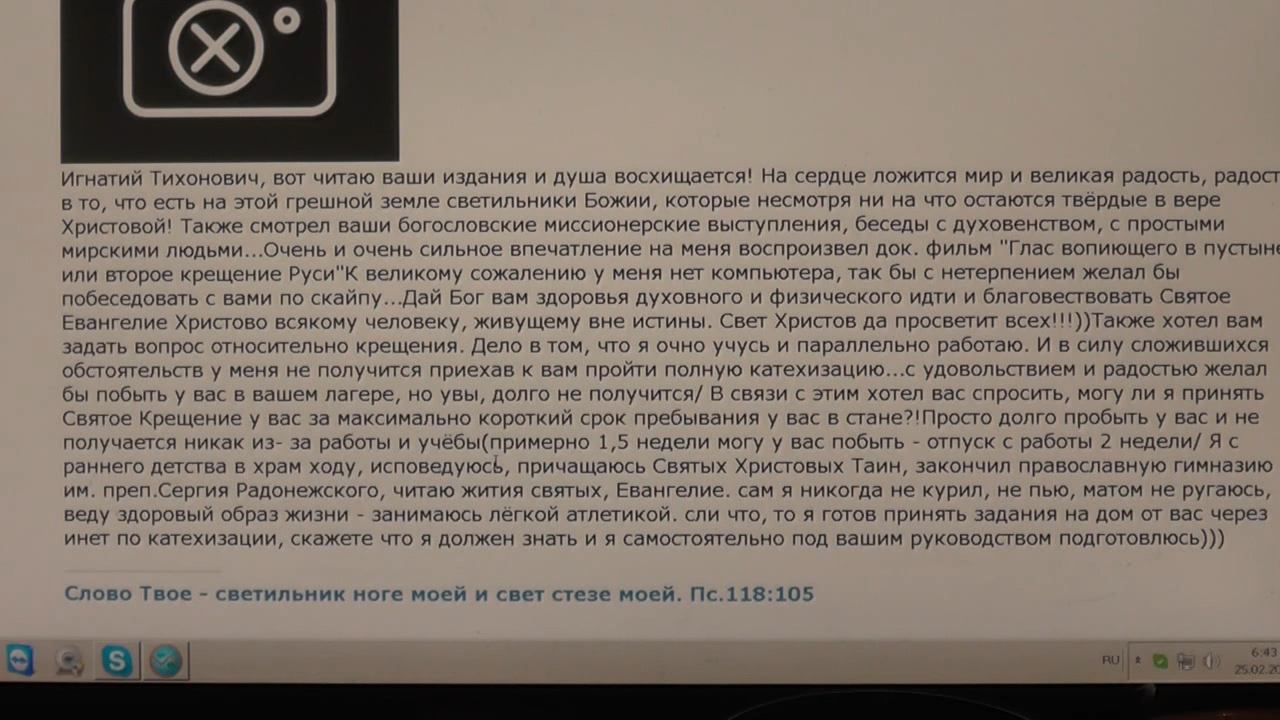 Игнатий Тихонович, вот читаю ваши издания и душа восхищается! На сердце ложится мир и великая радость, радост
в то, что есть на этой грешной земле светильники Божии, которые несмотря ни на что остаются твёрдые в вере
Христовой! Также смотрел ваши богословские миссионерские выступления, беседы с духовенством, с простыми
мирскими людьми...Очень и очень сильное впечатление на меня воспроизвел док. фильм "Глас вопиющего в пустыне
или второе крещение Руси"К великому сожалению у меня нет компьютера, так бы с нетерпением желал бы
побеседовать с вами по скайпу...Дай Бог вам здоровья духовного и физического идти и благовествовать Святое
Евангелие Христово всякому человеку, живущему вне истины. Свет Христов да просветит всех!!!))Также хотел вам
задать вопрос относительно крещения. Дело в том, что я очно учусь и параллельно работаю. И в силу сложившихся
обстоятельств у меня не получится приехав к вам пройти полную катехизацию...с удовольствием и радостью желал
бы побыть у вас в вашем лагере, но увы, долго не получится/ В связи с этим хотел вас спросить, могу ли я принять
Святое Крещение у вас за максимально короткий срок пребывания у вас в стане?!Просто долго пробыть у вас и не
получается никак из- за работы и учёбы(примерно 1,5 недели могу у вас побыть - отпуск с работы 2 недели/ Я с
раннего детства в храм ходу, исповедуюсь, причащаюсь Святых Христовых Таин, закончил православную гимназию
им. преп.Сергия Радонежского, читаю жития святых, Евангелие. сам я никогда не курил, не пью, матом не ругаюсь,
веду здоровый образ жизни - занимаюсь лёгкой атлетикой. сли что, то я готов принять задания на дом от вас через
инет по катехизации, скажете что я должен знать и я самостоятельно под вашим руководством подготовлюсь)))
Слово Твое - светильник ноге моей и свет стезе моей. Пс.118:105
RU
6:43
25.02.20